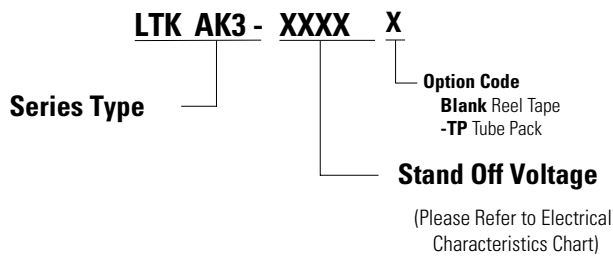 LTK AK3 - XXXX X
Option Code
Blank Reel Tape
-TP Tube Pack
Series Type
Stand Off Voltage
(Please Refer to Electrical
Characteristics Chart)